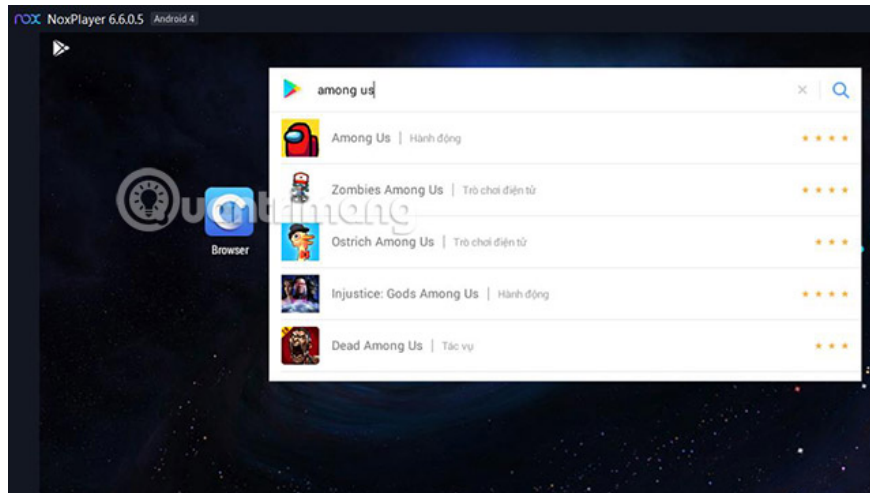 nox NoxPlayer 6.6.0.5 Android 4
among us
Among Us | Hành động
Zombies Among Us | Trò chơi điện tử
Quantrimang
Browser
Ostrich Among Us | Trò chơi điện tử
Injustice: Gods Among Us | Hành động
Dead Among Us | Tác vụ